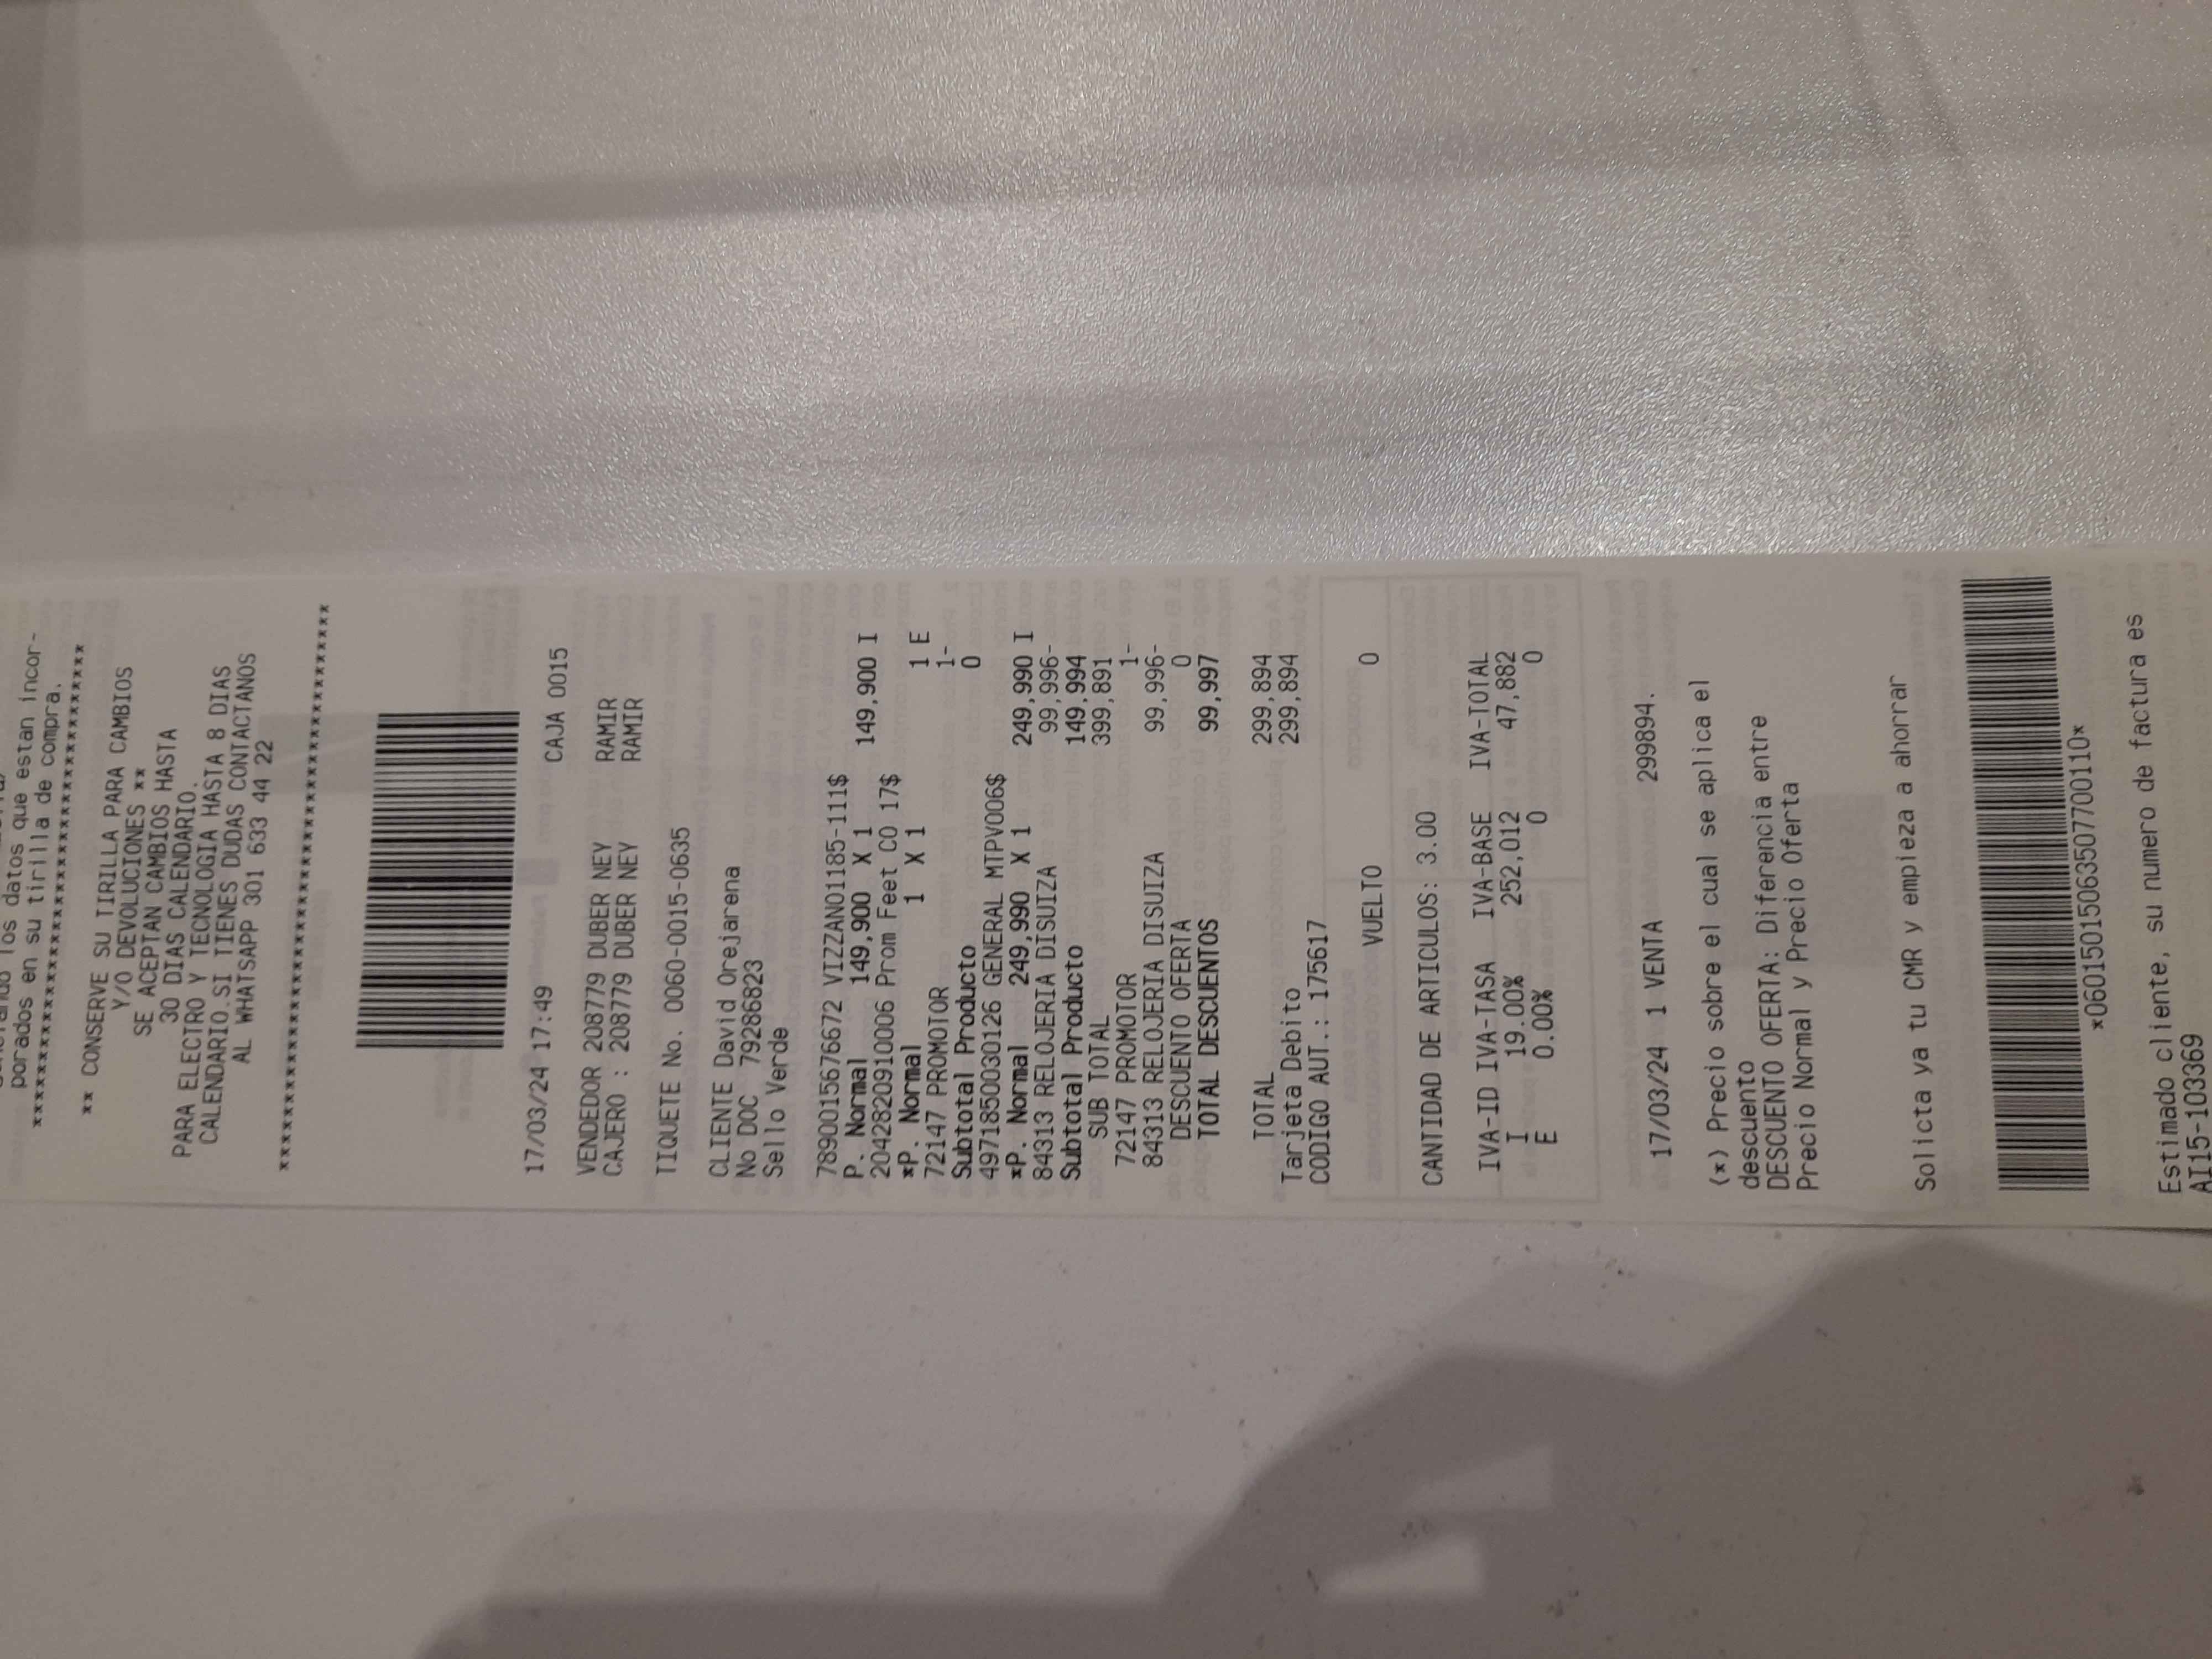 los datos que estan incor-
porados en su tirilla de compra.
****************************************
** CONSERVE SU TIRILLA PARA CAMBIOS
Y/O DEVOLUCIONES **
SE ACEPTAN CAMBIOS HASTA
30 DIAS CALENDARIO.
PARA ELECTRO Y TECNOLOGIA HASTA 8 DIAS
CALENDARIO.SI TIENES DUDAS CONTACTANOS
AL WHATSAPP 301 633 44 22
****************************************
17/03/24 17:49 CAJA 0015
VENDEDOR 208779 DUBER NEY RAMIR
CAJERO : 208779 DUBER NEY RAMIR
TIQUETE No. 0060-0015-0635
CLIENTE David Orejarena
No DOC 79286823
Sello Verde
7890015676672 VIZZANO1185-111$
P. Normal 149,900 X 1 149,900 I
2042820910006 Prom Feet CO 17$
*P. Normal 1 X 1 1 E
72147 PROMOTOR 1-
Subtotal Producto 0
4971850030126 GENERAL MTPV006$
*P. Normal 249,990 X 1 249,990 I
84313 RELOJERIA DISUIZA 99,996-
Subtotal Producto 149,994
SUB TOTAL 399,891
72147 PROMOTOR 1-
84313 RELOJERIA DISUIZA 99,996-
DESCUENTO OFERTA 0
TOTAL DESCUENTOS 99,997
TOTAL 299,894
Tarjeta Debito 299,894
CODIGO AUT.: 175617
VUELTO 0
CANTIDAD DE ARTICULOS: 3.00
IVA-ID IVA-TASA IVA-BASE IVA-TOTAL
I 19.00% 252,012 47,882
E 0.00% 0 0
17/03/24 1 VENTA 299894.
(*) Precio sobre el cual se aplica el
descuento
DESCUENTO OFERTA: Diferencia entre
Precio Normal y Precio Oferta
Solicta ya tu CMR y empieza a ahorrar
*06015015063507700110*
Estimado cliente, su numero de factura es
AI15-103369